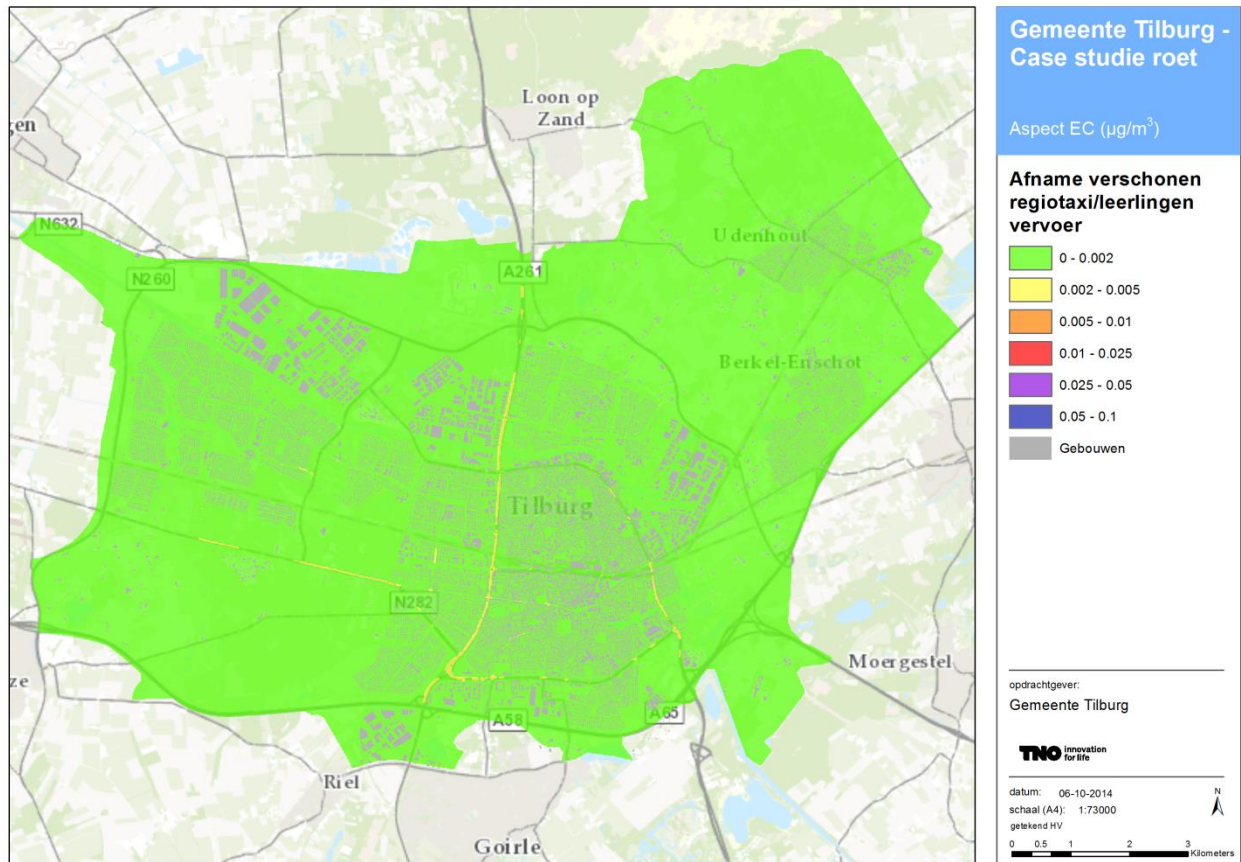 Gemeente Tilburg -
Case studie roet
Aspect EC (µg/m³)
Afname verschonen
regiotaxi/leerlingen
vervoer
0 - 0.002
0.002 - 0.005
0.005 - 0.01
0.01 - 0.025
0.025 - 0.05
0.05 - 0.1
Gebouwen
opdrachtgever:
Gemeente Tilburg
TNO innovation
for life
datum: 06-10-2014
schaal (A4): 1:73000
getekend HV
N
0 0.5 1 2 3
Kilometers
Loon op
Zand
gen
N632
Udenhout
N260
A261
Berkel-Enschot
Tilburg
N282
Moergestel
ze
A65
A58
Riel
Goirle